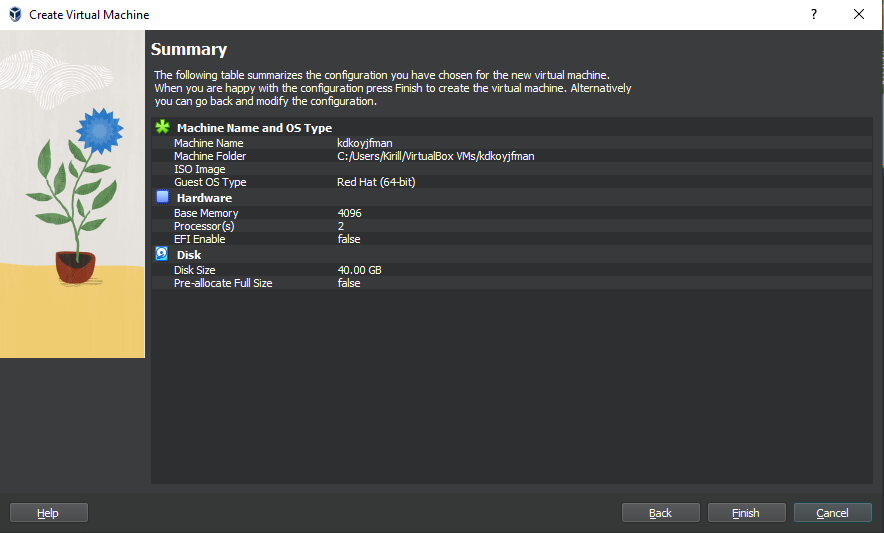 Create Virtual Machine
?
Summary
The following table summarizes the configuration you have chosen for the new virtual machine.
When you are happy with the configuration press Finish to create the virtual machine. Alternatively
you can go back and modify the configuration.
Machine Name and OS Type
Machine Name kdkoyjfman
Machine Folder C:/Users/Kirill/VirtualBox VMs/kdkoyjfman
ISO Image
Guest OS Type Red Hat (64-bit)
Hardware
Base Memory 4096
Processor(s) 2
EFI Enable false
Disk
Disk Size 40.00 GB
Pre-allocate Full Size false
Help Back Finish Cancel